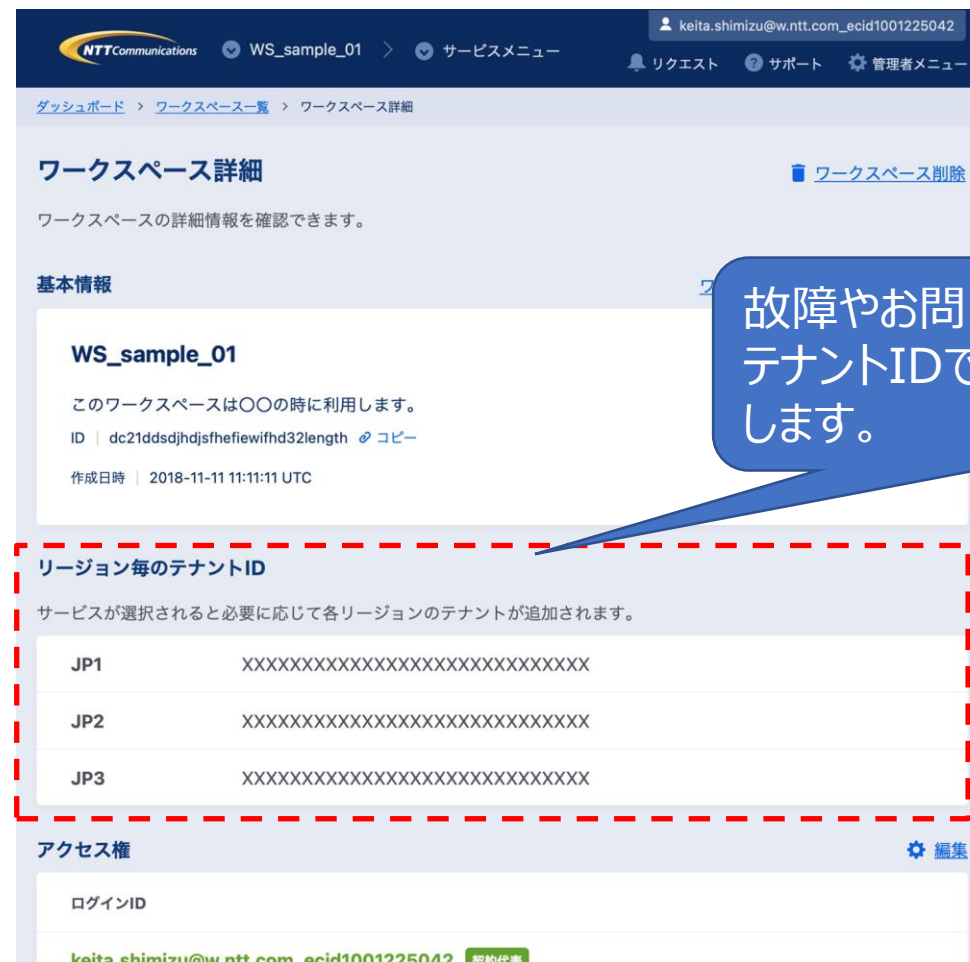 keita.shimizu@w.ntt.com_ecid1001225042
NTT Communications WS_sample_01 > サービスメニュー
リクエスト サポート 管理者メニュー
ダッシュボード > ワークスペース一覧 > ワークスペース詳細
ワークスペース詳細
ワークスペース削除
ワークスペースの詳細情報を確認できます。
基本情報
故障やお問
テナントIDで
します。
WS_sample_01
このワークスペースは〇〇の時に利用します。
ID dc21ddsdjhdjsfhefiewifhd32length コピー
作成日時 2018-11-11 11:11:11 UTC
リージョン毎のテナントID
サービスが選択されると必要に応じて各リージョンのテナントが追加されます。
JP1 XXXXXXXXXXXXXXXXXXXXXXXXXXXXX
JP2 XXXXXXXXXXXXXXXXXXXXXXXXXXXXX
JP3 XXXXXXXXXXXXXXXXXXXXXXXXXXXXX
アクセス権
編集
ログインID
keita.shimizu@w.ntt.com_ecid1001225042 契約代表